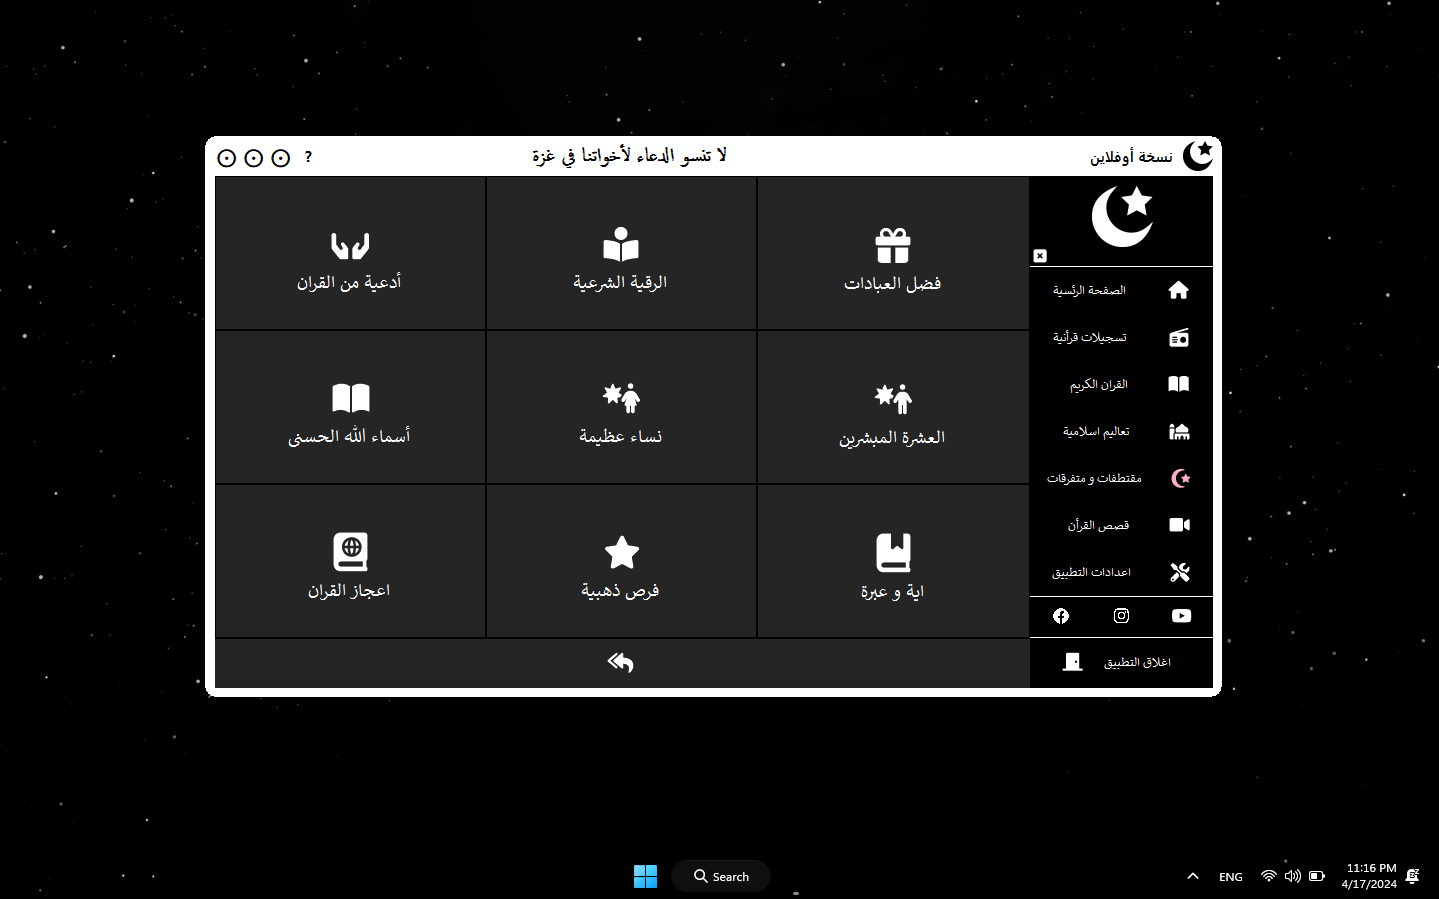 نسخة أوفلاين
لا تنسو الدعاء لأخواتنا في غزة
?
فضل العبادات
الرقية الشرعية
أدعية من القران
العشرة المبشرين
نساء عظيمة
أسماء الله الحسنى
اية و عبرة
فرص ذهبية
اعجاز القران
الصفحة الرئسية
تسجيلات قرأنية
القران الكريم
تعاليم اسلامية
مقتطفات و متفرقات
قصص القرأن
اعدادات التطبيق
اغلاق التطبيق
Search
ENG
11:16 PM
4/17/2024